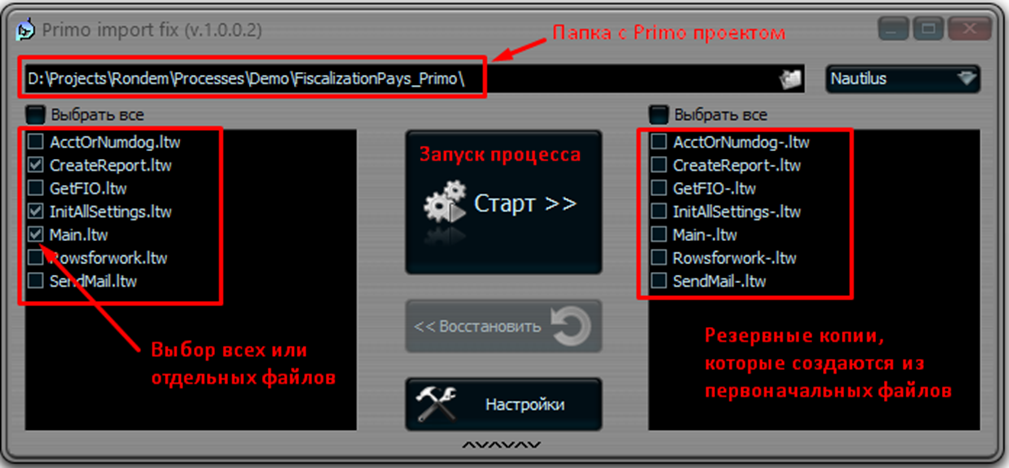 Primo import fix (v.1.0.0.2)
Папка с Primo проектом
D:\Projects\Rondem\Processes\Demo\FiscalizationPays_Primo\
Nautilus
Выбрать все
AcctOrNumdog.ltw
CreateReport.ltw
GetFIO.ltw
InitAllSettings.ltw
Main.ltw
Rowsforwork.ltw
SendMail.ltw
Выбор всех или
отдельных файлов
Запуск процесса
Старт >>
<< Восстановить
Настройки
Выбрать все
AcctOrNumdog-.ltw
CreateReport-.ltw
GetFIO-.ltw
InitAllSettings-.ltw
Main-.ltw
Rowsforwork-.ltw
SendMail-.ltw
Резервные копии,
которые создаются из
первоначальных файлов